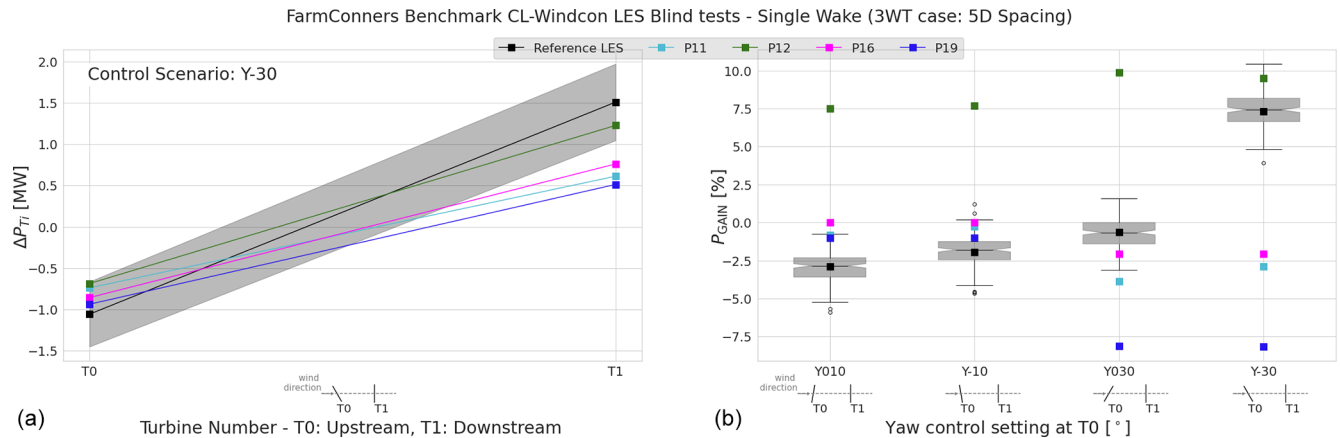 FarmConners Benchmark CL-Windcon LES Blind tests - Single Wake (3WT case: 5D Spacing)
Reference LES P11 P12 P16 P19
Control Scenario: Y-30
2.0
1.5
1.0
0.5
0.0
−0.5
−1.0
−1.5
ΔP_{Ti} [MW]
T0 T1
wind
direction
T0 T1
(a)
Turbine Number - T0: Upstream, T1: Downstream
10.0
7.5
5.0
2.5
0.0
−2.5
−5.0
−7.5
P_{GAIN} [%]
Y010 Y-10 Y030 Y-30
wind
direction
T0 T1 T0 T1 T0 T1 T0 T1
(b)
Yaw control setting at T0 [°]